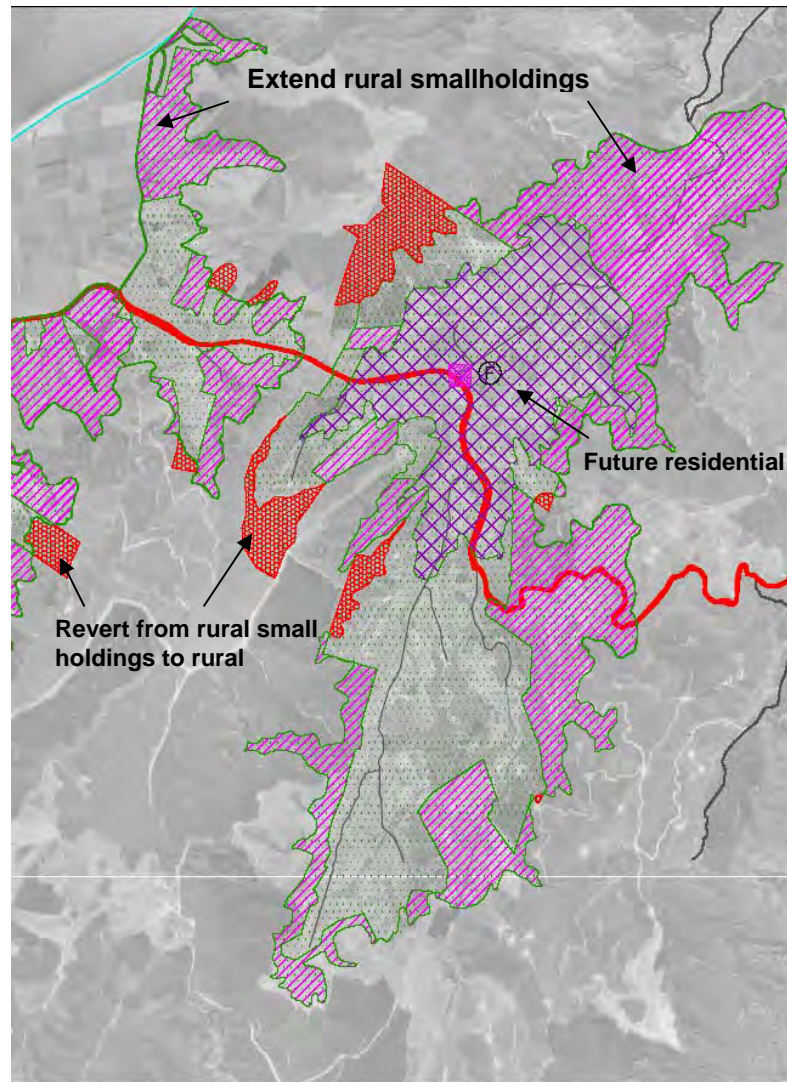 Extend rural smallholdings
F
Future residential
Revert from rural small
holdings to rural